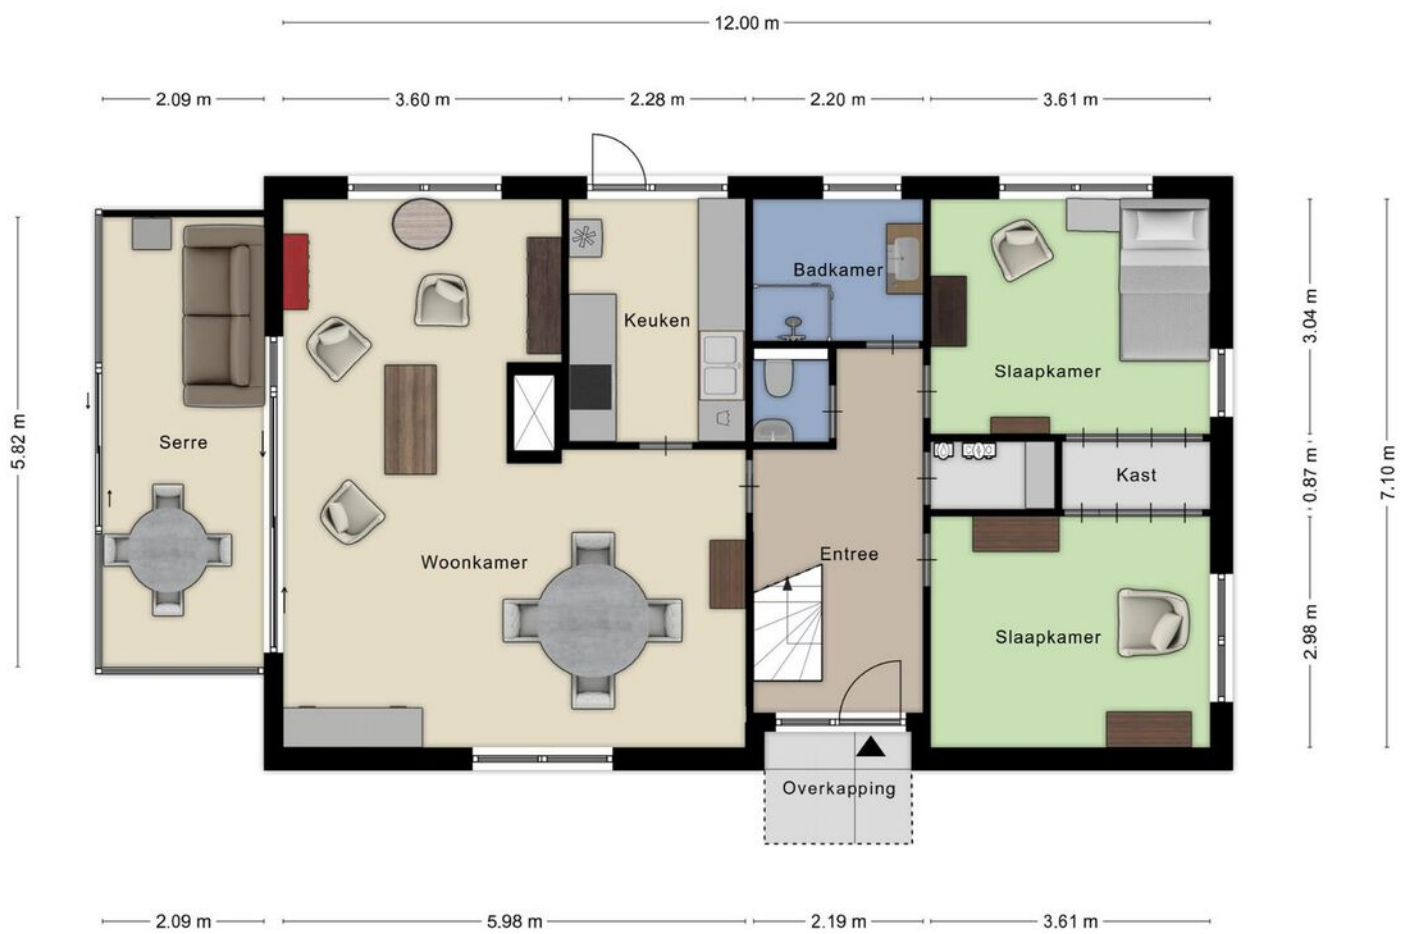 12.00 m
2.09 m
3.60 m
2.28 m
2.20 m
3.61 m
Badkamer
Keuken
3.04 m
Slaapkamer
5.82 m
Serre
0.87 m
7.10 m
Kast
Woonkamer
Entree
2.98 m
Slaapkamer
Overkapping
2.09 m
5.98 m
2.19 m
3.61 m